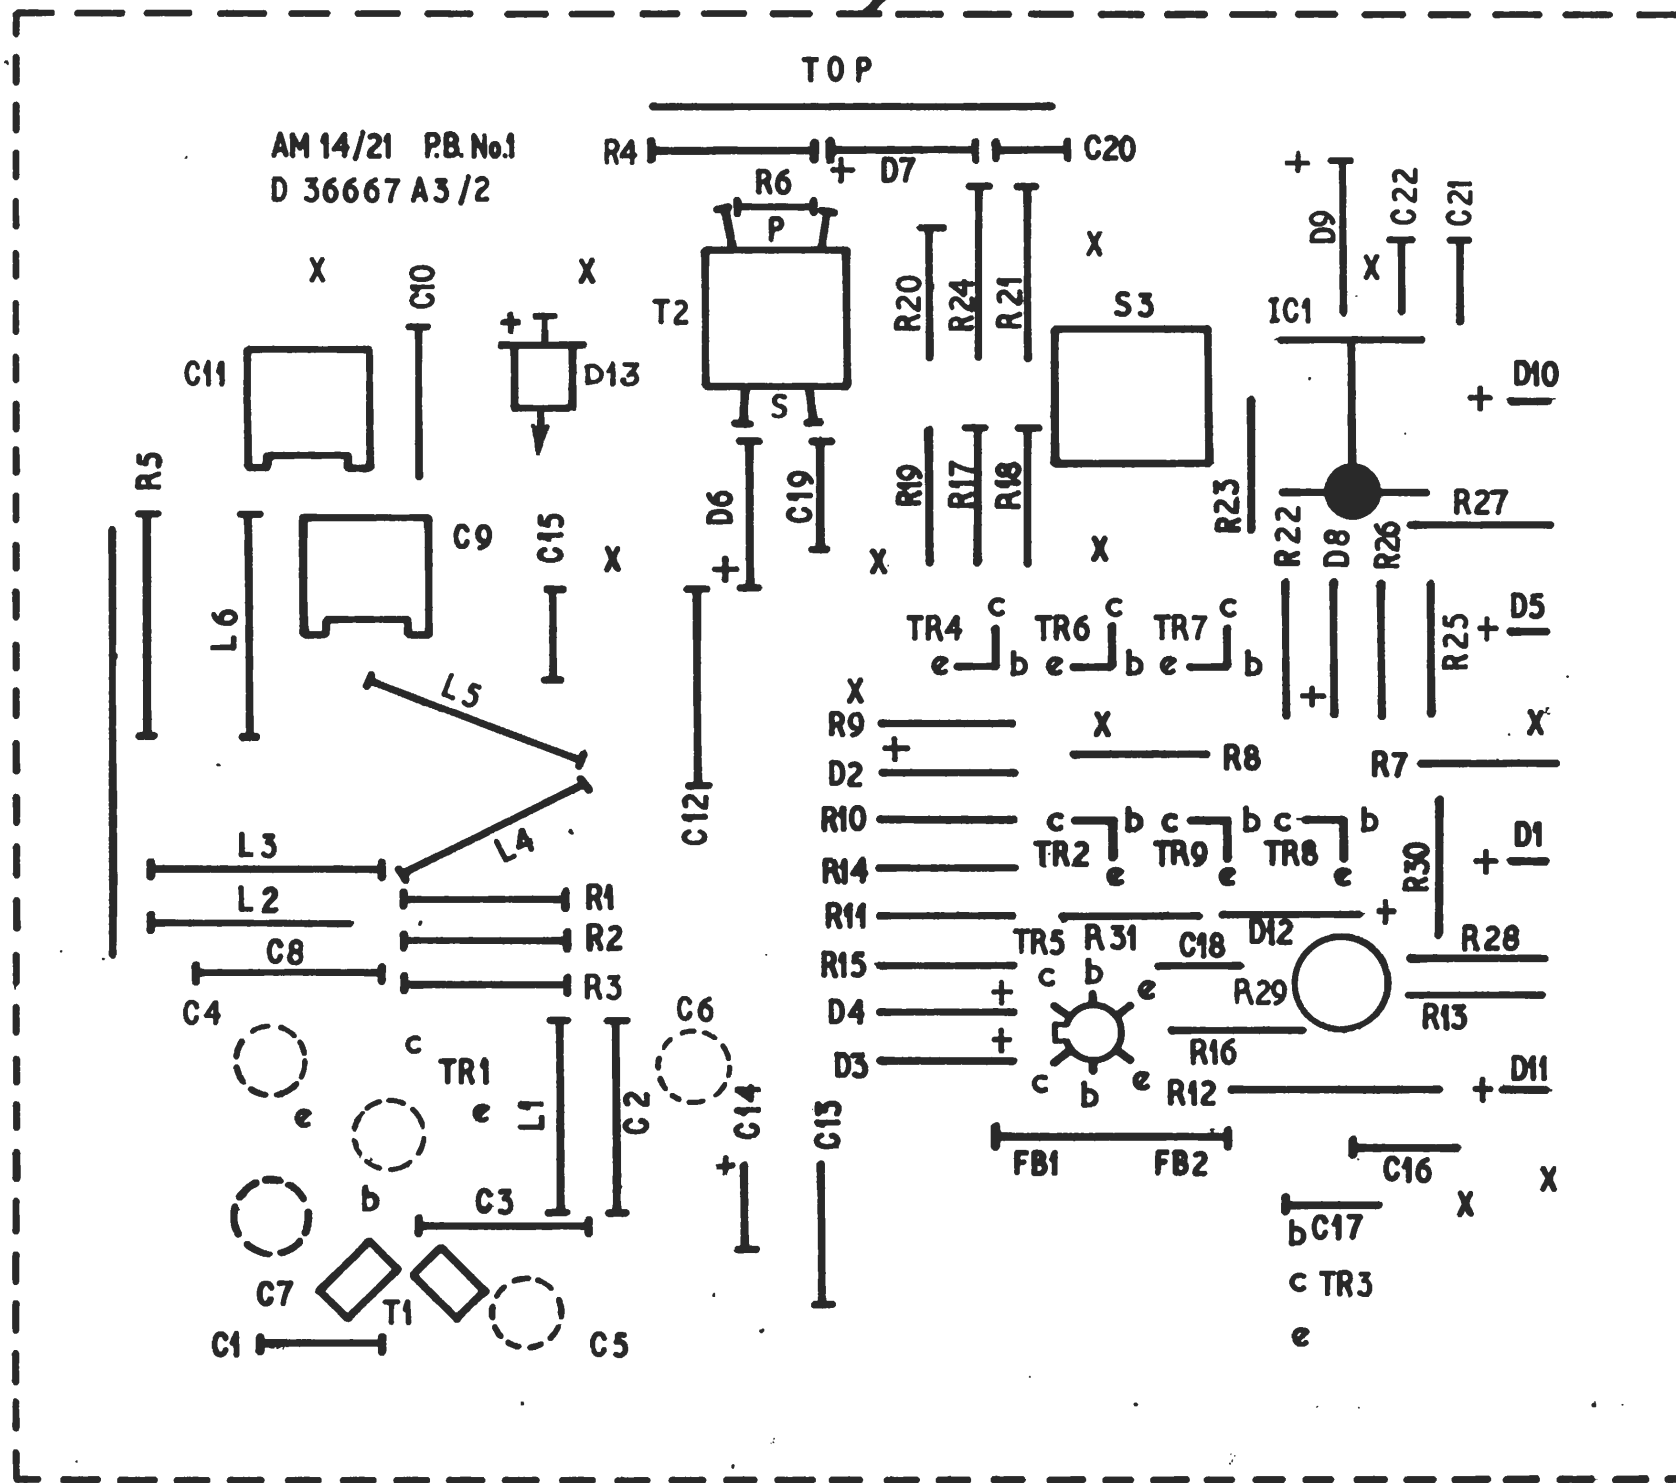 TOP
AM 14/21 P.B. No.1
D 36667 A3/2
R4
+
D7
C20
R6
P
+
D9
C22
C21
X
X
C10
X
X
R20
R24
R21
T2
S3
IC1
C11
+
D13
S
+
D10
R5
D6
C19
R19
R17
R18
R23
R27
L6
C9
C15
X
+
X
X
R22
D8
R26
c
c
c
TR4
TR6
TR7
e
b
e
b
e
b
R25
+
D5
+
L5
X
R9
X
X
+
D2
R8
R7
C12
R10
c
b
c
b
c
b
L4
L3
R14
TR2
TR9
TR8
e
e
e
R30
+
D1
L2
R1
R11
+
R2
TR5
R31
C18
D12
R28
C8
R15
c
b
e
R29
R3
+
D4
R13
C4
C6
c
+
D3
R16
TR1
c
b
e
R12
+
D11
e
e
L1
C2
C14
C13
FB1
FB2
C16
b
C3
+
X
X
b
C17
C7
T1
c
TR3
C1
C5
e